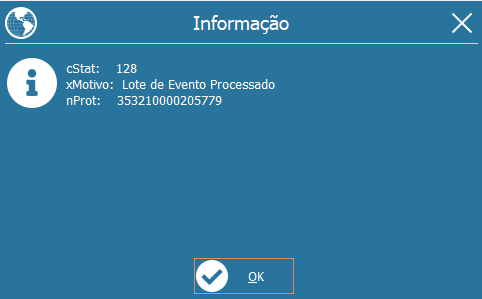 Informação
cStat: 128
xMotivo: Lote de Evento Processado
nProt: 353210000205779
OK